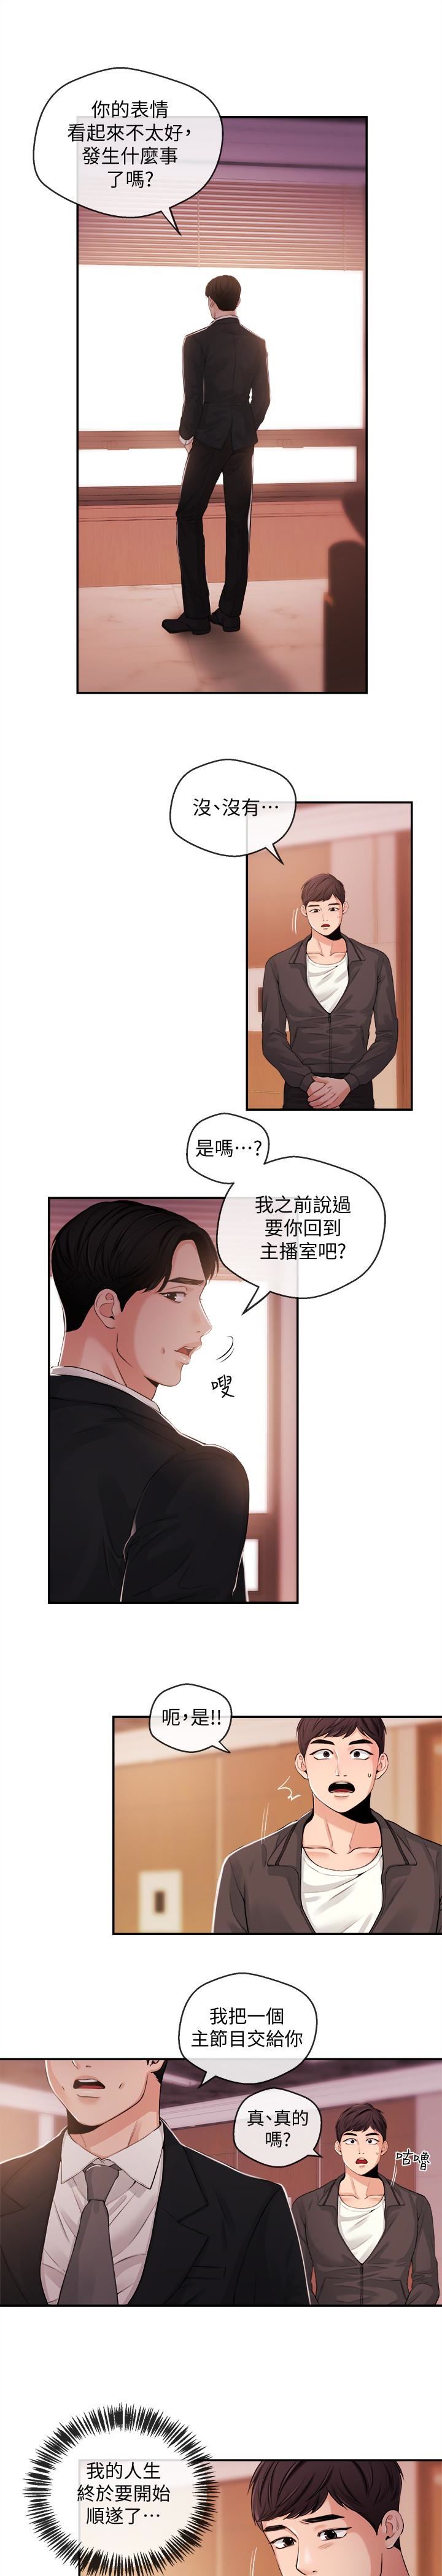 你的表情
看起來不太好，
發生什麼事
了嗎?
沒、沒有…
是嗎…?
我之前說過
要你回到
主播室吧?
嗖
呃，是!!
我把一個
主節目交給你
真、真的
嗎?
咕嚕
我的人生
終於要開始
順遂了…